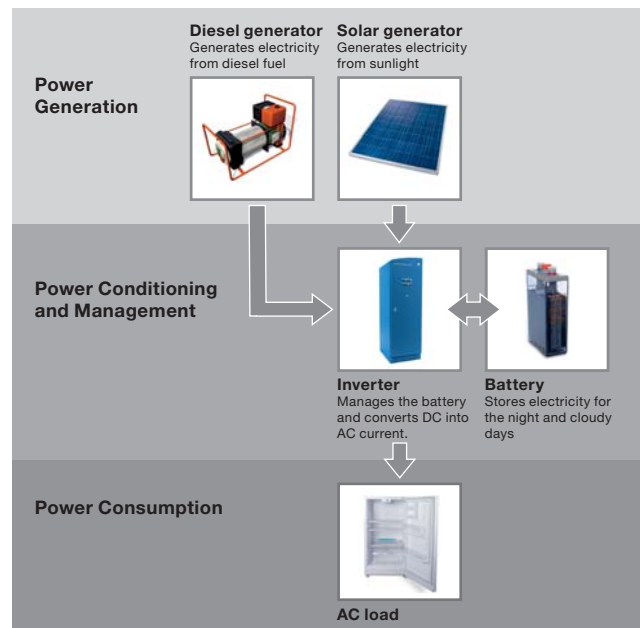 Diesel generator
Generates electricity
from diesel fuel
Solar generator
Generates electricity
from sunlight
Power
Generation
Power Conditioning
and Management
Inverter
Manages the battery
and converts DC into
AC current.
Battery
Stores electricity for
the night and cloudy
days
Power Consumption
AC load